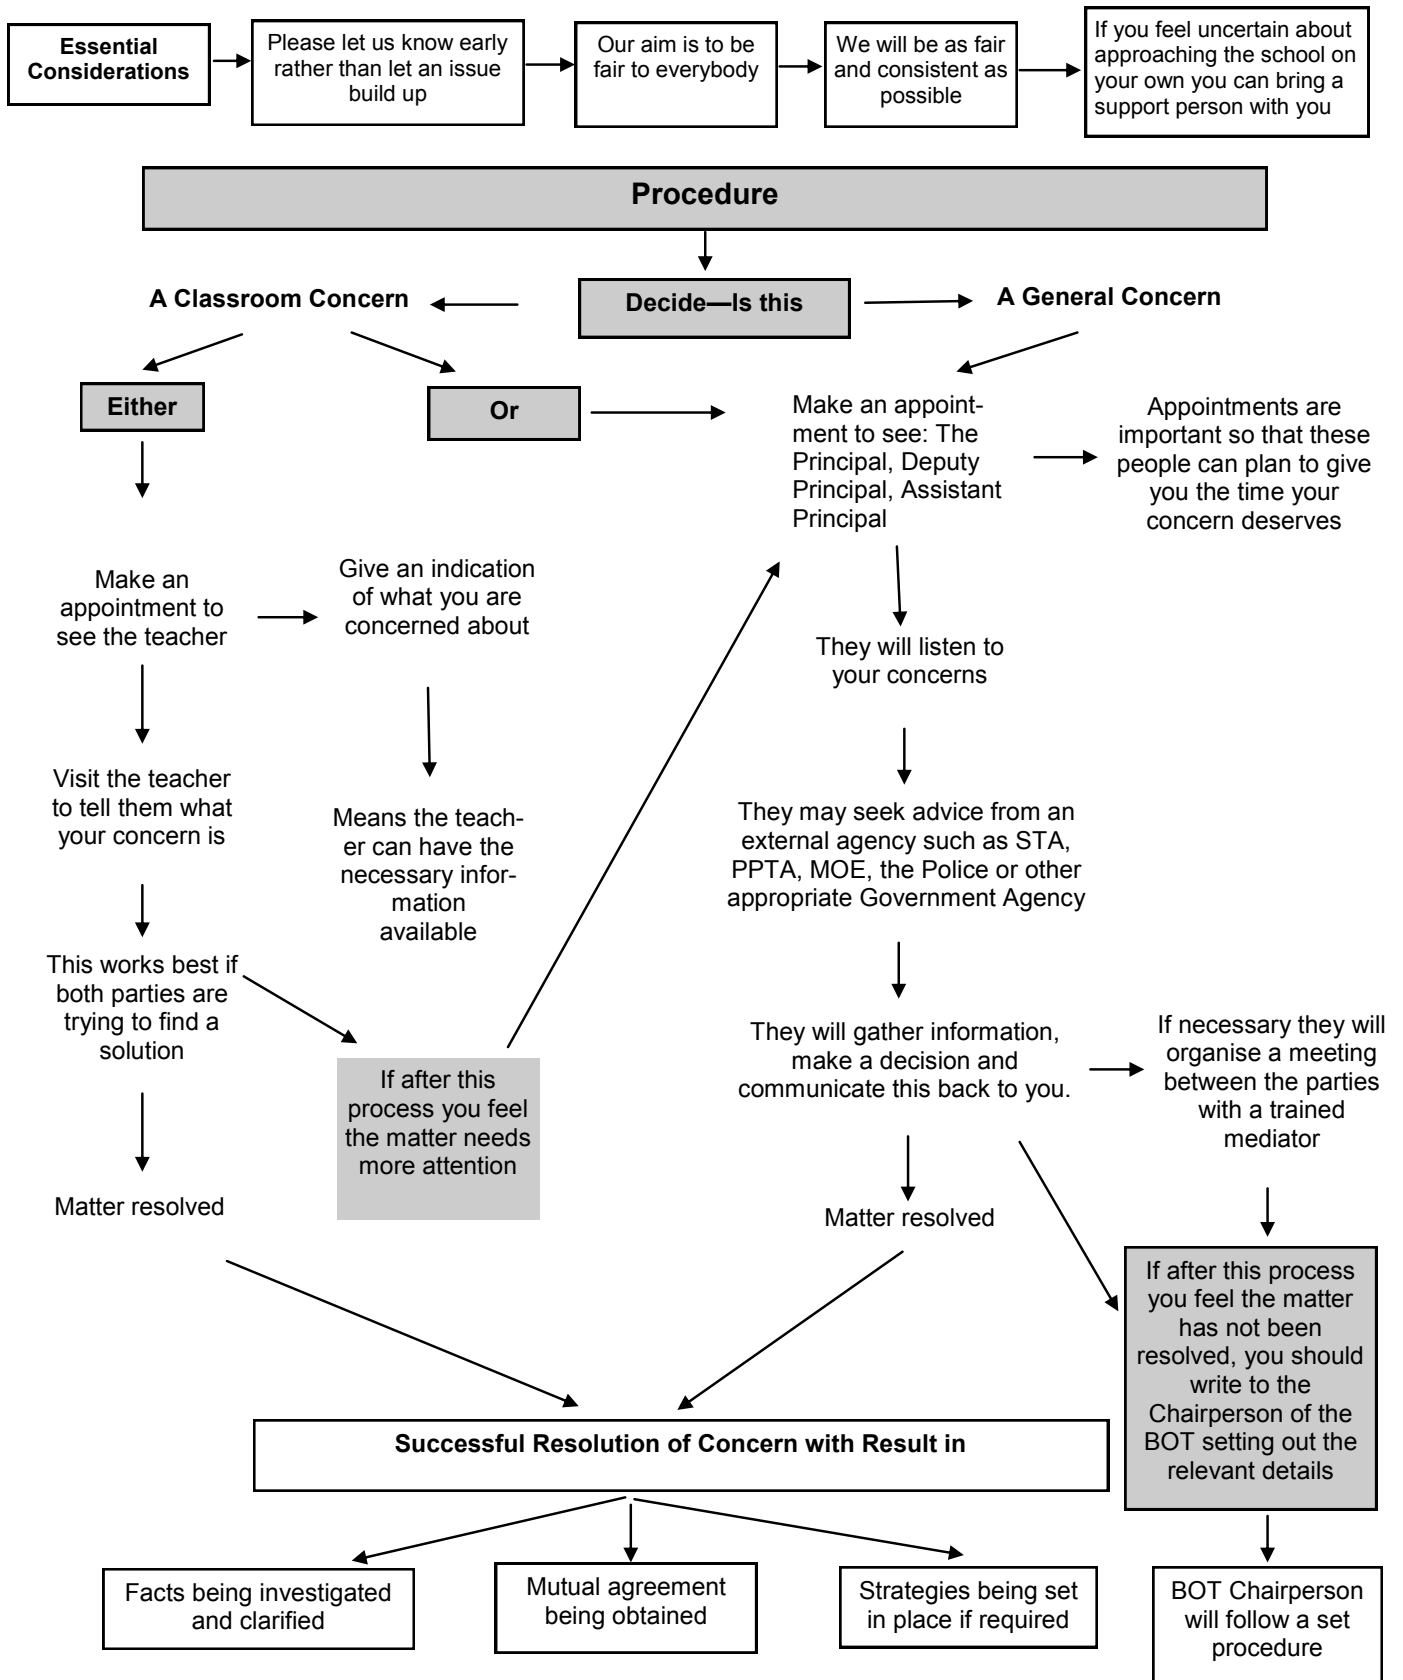 Essential
Considerations
Please let us know early
rather than let an issue
build up
Our aim is to be
fair to everybody
We will be as fair
and consistent as
possible
If you feel uncertain about
approaching the school on
your own you can bring a
support person with you
Procedure
A Classroom Concern
Decide—Is this
A General Concern
Either
Or
Make an appoint-
ment to see: The
Principal, Deputy
Principal, Assistant
Principal
Appointments are
important so that these
people can plan to give
you the time your
concern deserves
Make an
appointment to
see the teacher
Give an indication
of what you are
concerned about
They will listen to
your concerns
Visit the teacher
to tell them what
your concern is
Means the teach-
er can have the
necessary infor-
mation
available
They may seek advice from an
external agency such as STA,
PPTA, MOE, the Police or other
appropriate Government Agency
This works best if
both parties are
trying to find a
solution
If after this
process you feel
the matter needs
more attention
They will gather information,
make a decision and
communicate this back to you.
If necessary they will
organise a meeting
between the parties
with a trained
mediator
Matter resolved
Matter resolved
If after this process
you feel the matter
has not been
resolved, you should
write to the
Chairperson of the
BOT setting out the
relevant details
Successful Resolution of Concern with Result in
Facts being investigated
and clarified
Mutual agreement
being obtained
Strategies being set
in place if required
BOT Chairperson
will follow a set
procedure